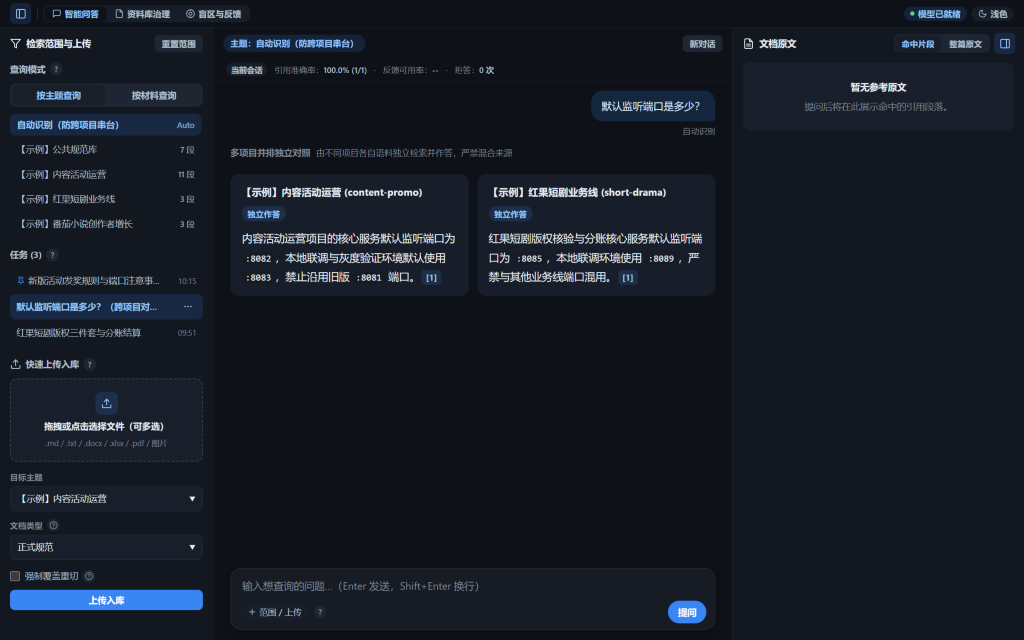 智能问答
资料库治理
盲区与反馈
模型已就绪
浅色
检索范围与上传
重置范围
查询模式 ?
按主题查询
按材料查询
自动识别（防跨项目串台） Auto
【示例】公共规范库 7 段
【示例】内容活动运营 11 段
【示例】红果短剧业务线 3 段
【示例】番茄小说创作者增长 3 段
任务 (3) ?
新版活动发奖规则与端口注意事... 10:15
默认监听端口是多少？（跨项目对... ···
红果短剧版权三件套与分账结算 09:51
快速上传入库 ?
拖拽或点击选择文件（可多选）
.md / .txt / .docx / .xlsx / .pdf / 图片
目标主题
【示例】内容活动运营 ▼
文档类型 ?
正式规范 ▼
强制覆盖重切 ?
上传入库
主题：自动识别（防跨项目串台）
新对话
当前会话 引用准确率：100.0% (1/1) · 反馈可用率：-- · 拒答：0 次
默认监听端口是多少？
自动识别
多项目并排独立对照 由不同项目各自语料独立检索并作答，严禁混合来源
【示例】内容活动运营 (content-promo)
独立作答
内容活动运营项目的核心服务默认监听端口为
:8082，本地联调与灰度验证环境默认使用
:8083，禁止沿用旧版 :8081 端口。[1]
【示例】红果短剧业务线 (short-drama)
独立作答
红果短剧版权核验与分账核心服务默认监听端
口为 :8085，本地联调环境使用 :8089，严
禁与其他业务线端口混用。[1]
输入想查询的问题...（Enter 发送，Shift+Enter 换行）
+ 范围 / 上传 ?
提问
文档原文
命中片段
整篇原文
暂无参考原文
提问后将在此展示命中的引用段落。